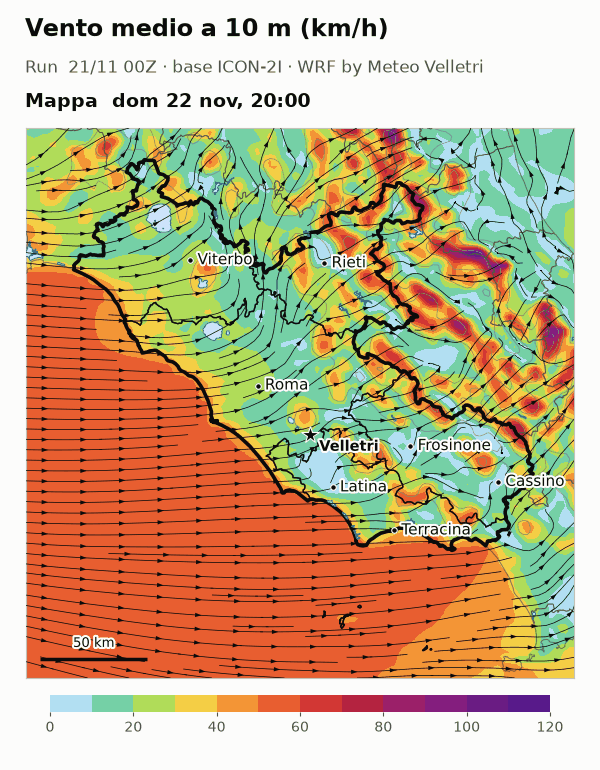 Vento medio a 10 m (km/h)
Run  21/11 00Z · base ICON-2I · WRF by Meteo Velletri
Mappa  dom 22 nov, 20:00
Viterbo
Rieti
Roma
Velletri
Frosinone
Latina
Cassino
Terracina
50 km
0 20 40 60 80 100 120